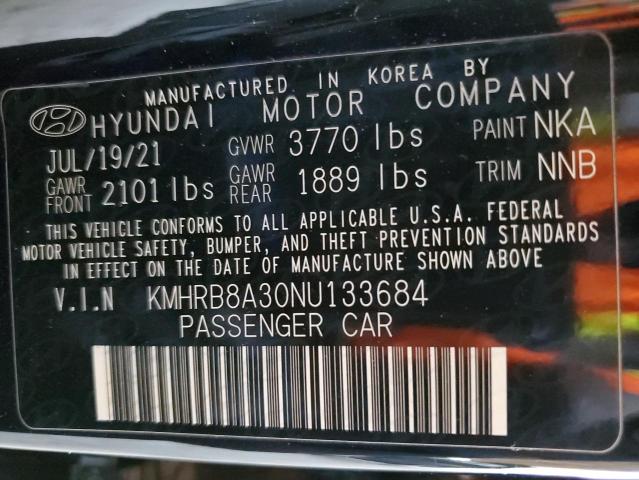 MANUFACTURED IN KOREA BY
HYUNDAI MOTOR COMPANY
JUL/19/21 GVWR 3770 lbs PAINT NKA
GAWR FRONT 2101 lbs GAWR REAR 1889 lbs TRIM NNB
THIS VEHICLE CONFORMS TO ALL APPLICABLE U.S.A. FEDERAL
MOTOR VEHICLE SAFETY, BUMPER, AND THEFT PREVENTION STANDARDS
IN EFFECT ON THE DATE OF MANUFACTURE SHOWN ABOVE
V.I.N KMHRB8A30NU133684
PASSENGER CAR